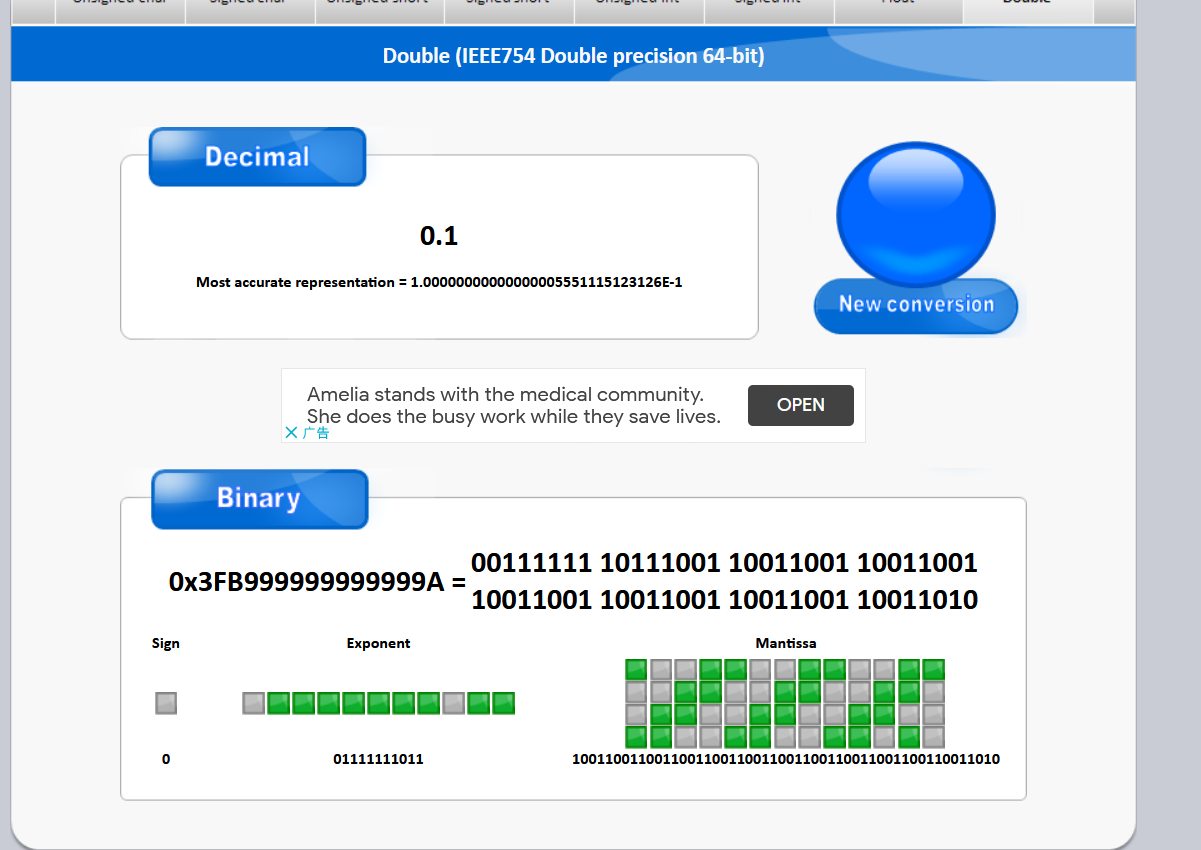 Unsigned char Signed char Unsigned short Signed short Unsigned int Signed int Float Double
Double (IEEE754 Double precision 64-bit)
Decimal
0.1
Most accurate representation = 1.00000000000000005551115123126E-1
New conversion
Amelia stands with the medical community.
She does the busy work while they save lives.
OPEN
广告
Binary
0x3FB999999999999A =
00111111 10111001 10011001 10011001
10011001 10011001 10011001 10011010
Sign Exponent Mantissa
0 01111111011 1001100110011001100110011001100110011001100110011010